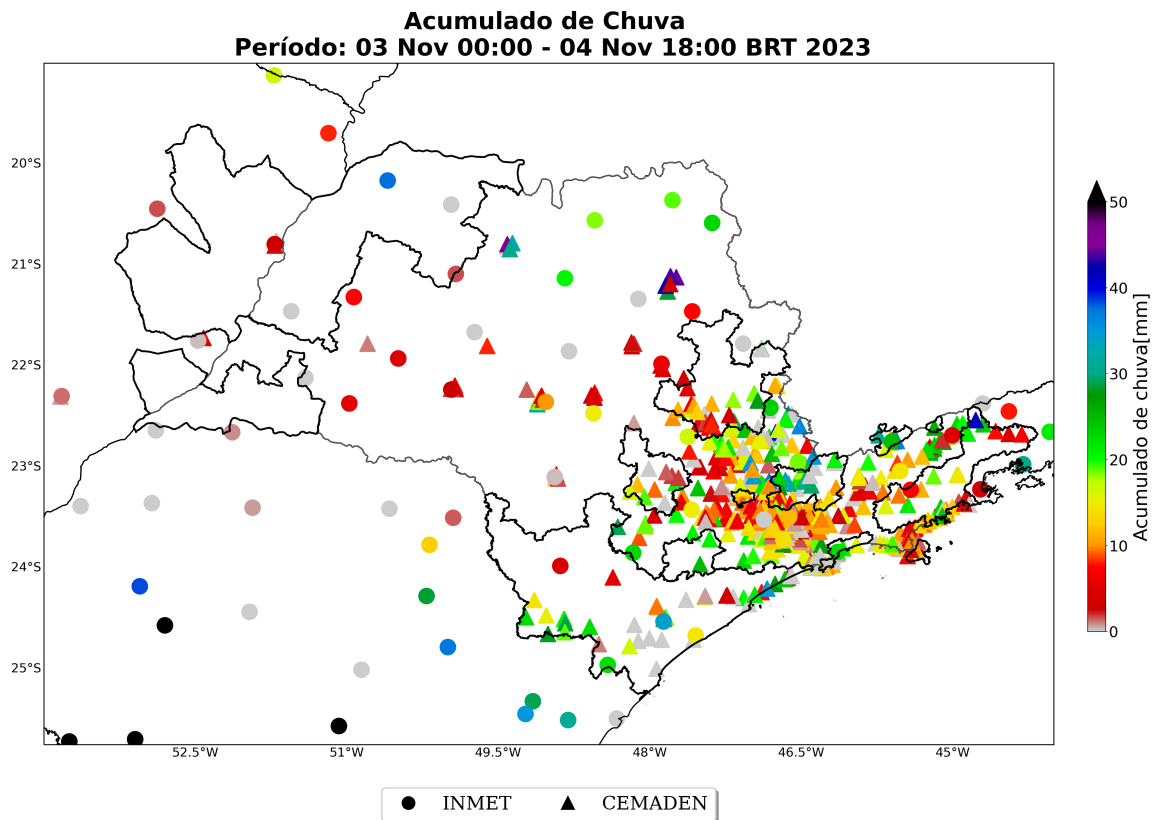 Acumulado de Chuva
Período: 03 Nov 00:00 - 04 Nov 18:00 BRT 2023
20°S
21°S
22°S
23°S
24°S
25°S
52.5°W
51°W
49.5°W
48°W
46.5°W
45°W
50
40
30
20
10
0
Acumulado de chuva[mm]
INMET
CEMADEN